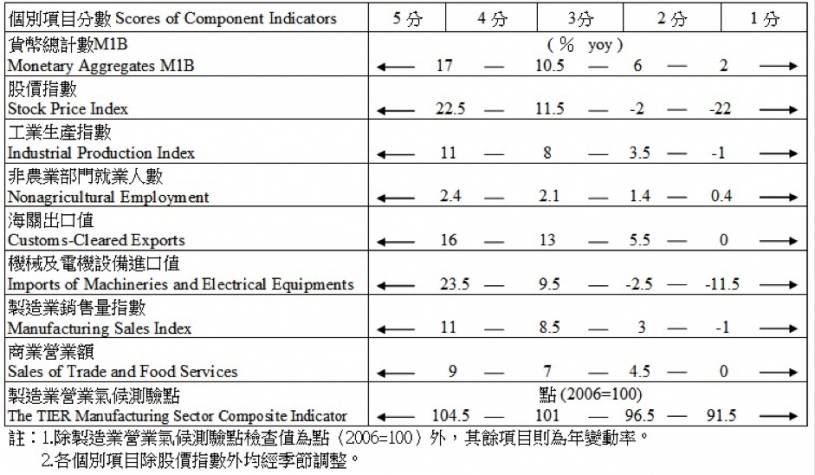 個別項目分數 Scores of Component Indicators 5分 4分 3分 2分 1分
貨幣總計數M1B (% yoy)
Monetary Aggregates M1B ← 17 — 10.5 — 6 — 2 →
股價指數
Stock Price Index ← 22.5 — 11.5 — -2 — -22 →
工業生產指數
Industrial Production Index ← 11 — 8 — 3.5 — -1 →
非農業部門就業人數
Nonagricultural Employment ← 2.4 — 2.1 — 1.4 — 0.4 →
海關出口值
Customs-Cleared Exports ← 16 — 13 — 5.5 — 0 →
機械及電機設備進口值
Imports of Machineries and Electrical Equipments ← 23.5 — 9.5 — -2.5 — -11.5 →
製造業銷售量指數
Manufacturing Sales Index ← 11 — 8.5 — 3 — -1 →
商業營業額
Sales of Trade and Food Services ← 9 — 7 — 4.5 — 0 →
製造業營業氣候測驗點 點(2006=100)
The TIER Manufacturing Sector Composite Indicator ← 104.5 — 101 — 96.5 — 91.5 →
註：1.除製造業營業氣候測驗點檢查值為點（2006=100）外，其餘項目則為年變動率。
2.各個別項目除股價指數外均經季節調整。